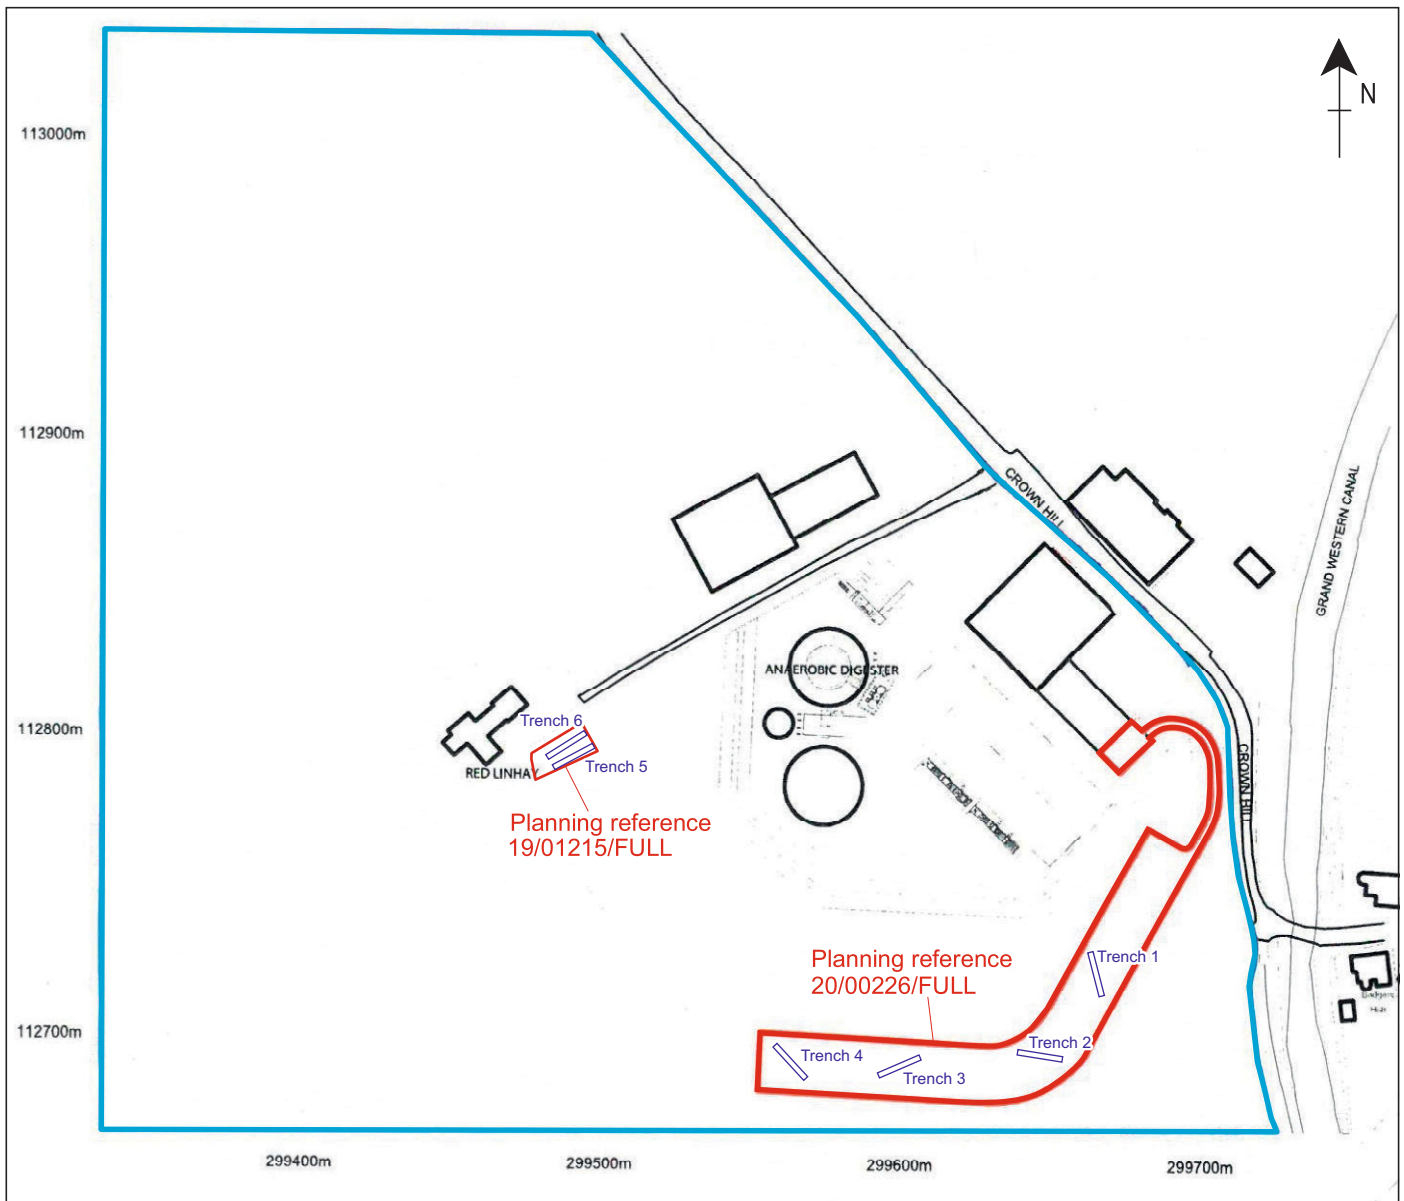 N
113000m
112900m
CROWN HILL
GRAND WESTERN CANAL
ANAEROBIC DIGESTER
112800m
Trench 6
Trench 5
RED LINHAY
CROWN HILL
Planning reference
19/01215/FULL
Planning reference
20/00226/FULL
Trench 1
112700m
Trench 2
Trench 4
Trench 3
299400m
299500m
299600m
299700m